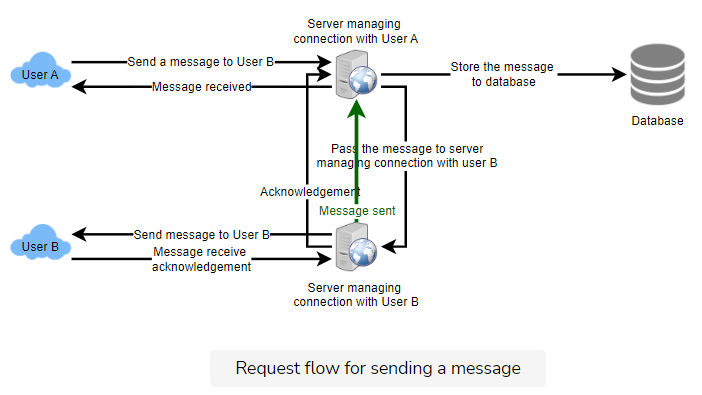 Server managing
connection with User A
User A
Send a message to User B
Message received
Store the message
to database
Database
Pass the message to server
managing connection with user B
Acknowledgement
Message sent
User B
Send message to User B
Message receive
acknowledgement
Server managing
connection with User B
Request flow for sending a message